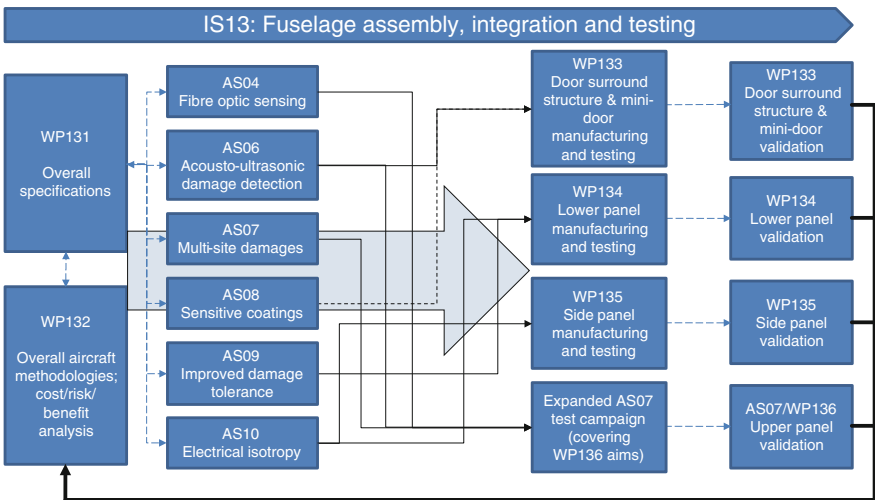 IS13: Fuselage assembly, integration and testing
WP131
Overall
specifications
WP132
Overall aircraft
methodologies;
cost/risk/
benefit
analysis
AS04
Fibre optic sensing
AS06
Acousto-ultrasonic
damage detection
AS07
Multi-site damages
AS08
Sensitive coatings
AS09
Improved damage
tolerance
AS10
Electrical isotropy
WP133
Door surround
structure & mini-
door
manufacturing
and testing
WP134
Lower panel
manufacturing
and testing
WP135
Side panel
manufacturing
and testing
Expanded AS07
test campaign
(covering
WP136 aims)
WP133
Door surround
structure &
mini-door
validation
WP134
Lower panel
validation
WP135
Side panel
validation
AS07/WP136
Upper panel
validation